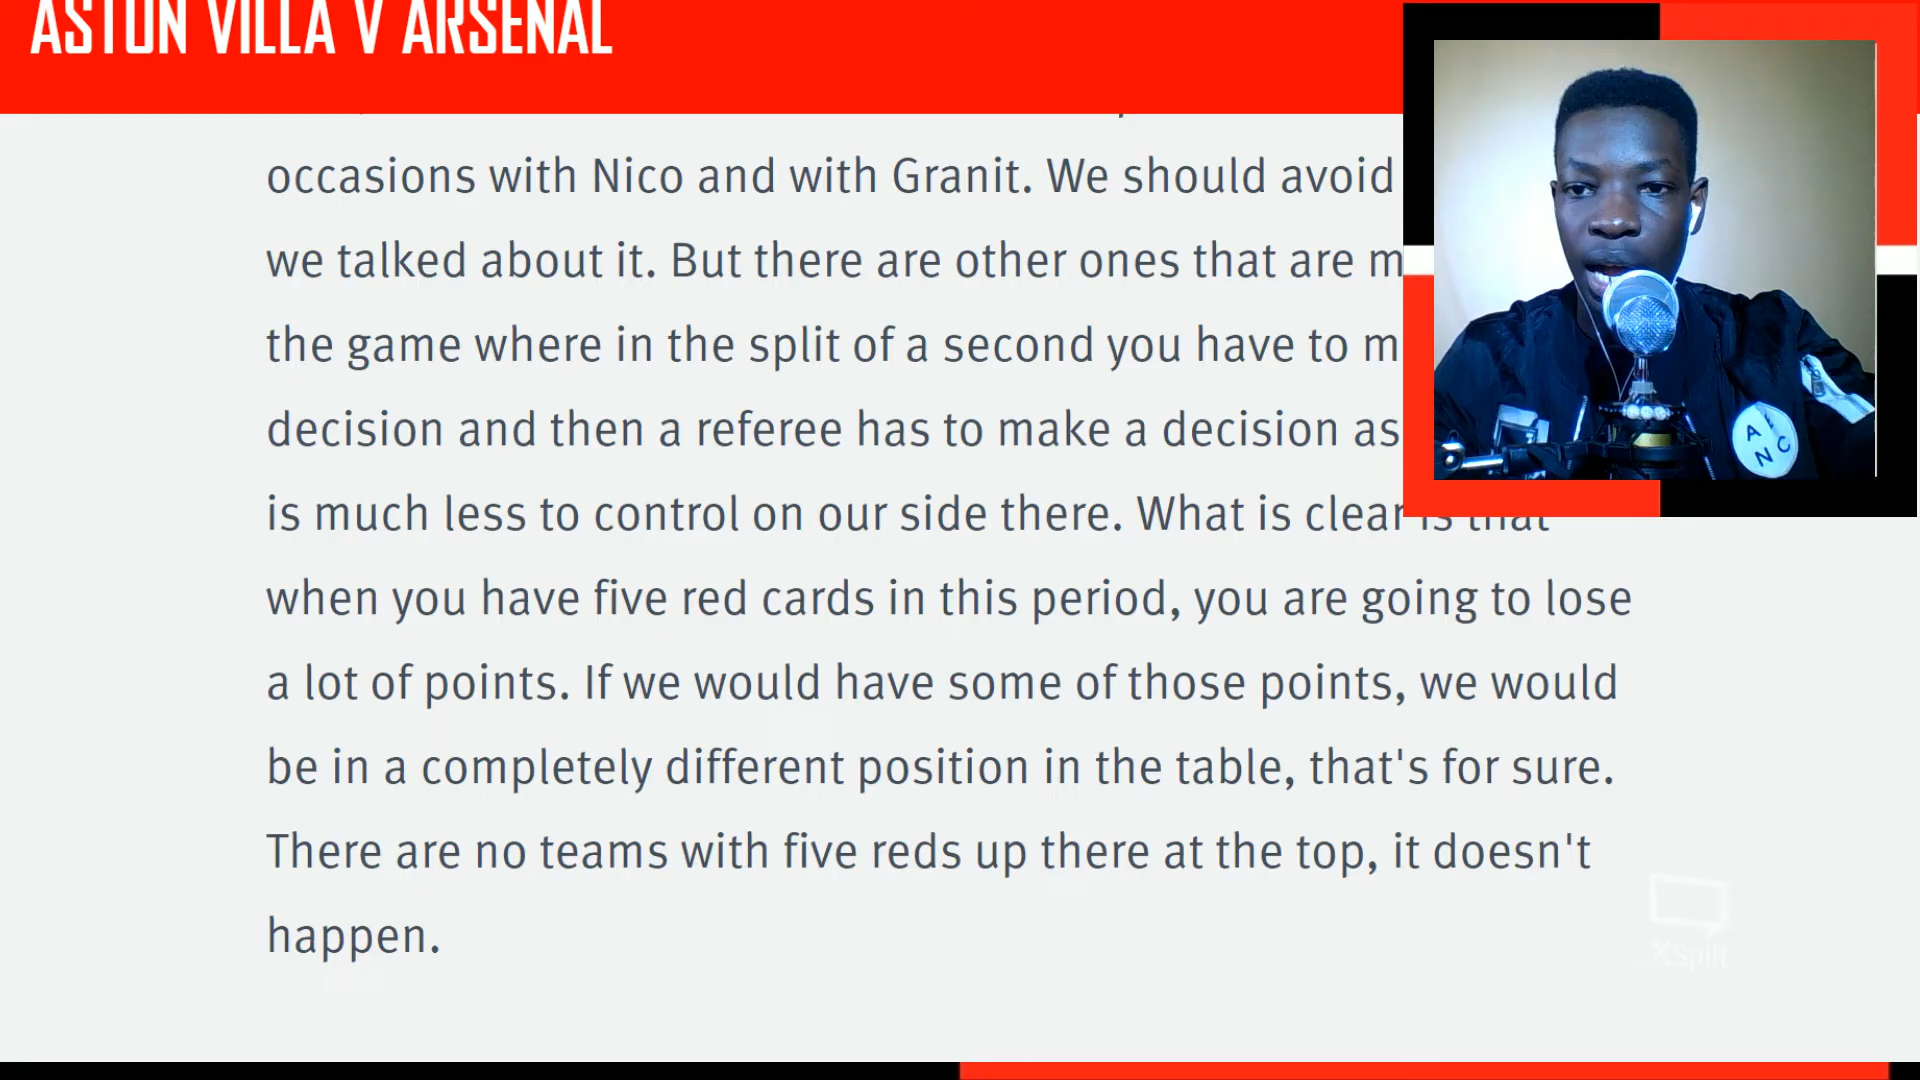 ASTON VILLA V ARSENAL
occasions with Nico and with Granit. We should avoid
we talked about it. But there are other ones that are m
the game where in the split of a second you have to m
decision and then a referee has to make a decision as
is much less to control on our side there. What is clear is that
when you have five red cards in this period, you are going to lose
a lot of points. If we would have some of those points, we would
be in a completely different position in the table, that's for sure.
There are no teams with five reds up there at the top, it doesn't
happen.
A L
N C
XSplit